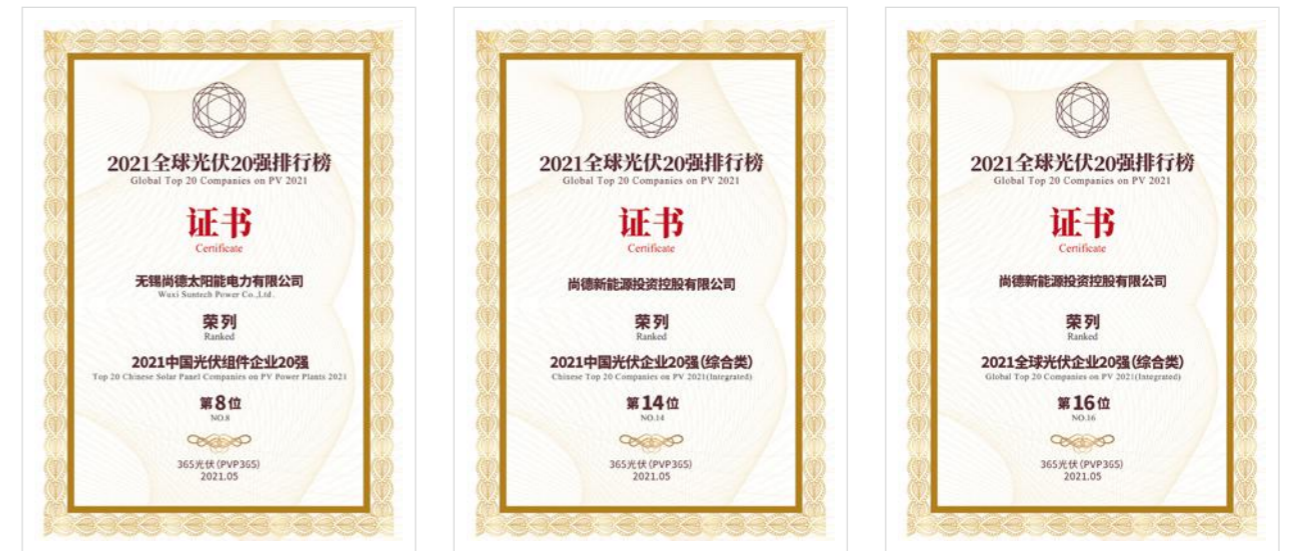 2021全球光伏20强排行榜
Global Top 20 Companies on PV 2021
证书
Certificate
无锡尚德太阳能电力有限公司
Wuxi Suntech Power Co.,Ltd.
荣列
Ranked
2021中国光伏组件企业20强
Top 20 Chinese Solar Panel Companies on PV Power Plants 2021
第8位
NO.8
365光伏(PVP365)
2021.05
2021全球光伏20强排行榜
Global Top 20 Companies on PV 2021
证书
Certificate
尚德新能源投资控股有限公司
荣列
Ranked
2021中国光伏企业20强(综合类)
Chinese Top 20 Companies on PV 2021(Integrated)
第14位
NO.14
365光伏(PVP365)
2021.05
2021全球光伏20强排行榜
Global Top 20 Companies on PV 2021
证书
Certificate
尚德新能源投资控股有限公司
荣列
Ranked
2021全球光伏企业20强(综合类)
Global Top 20 Companies on PV 2021(Integrated)
第16位
NO.16
365光伏(PVP365)
2021.05